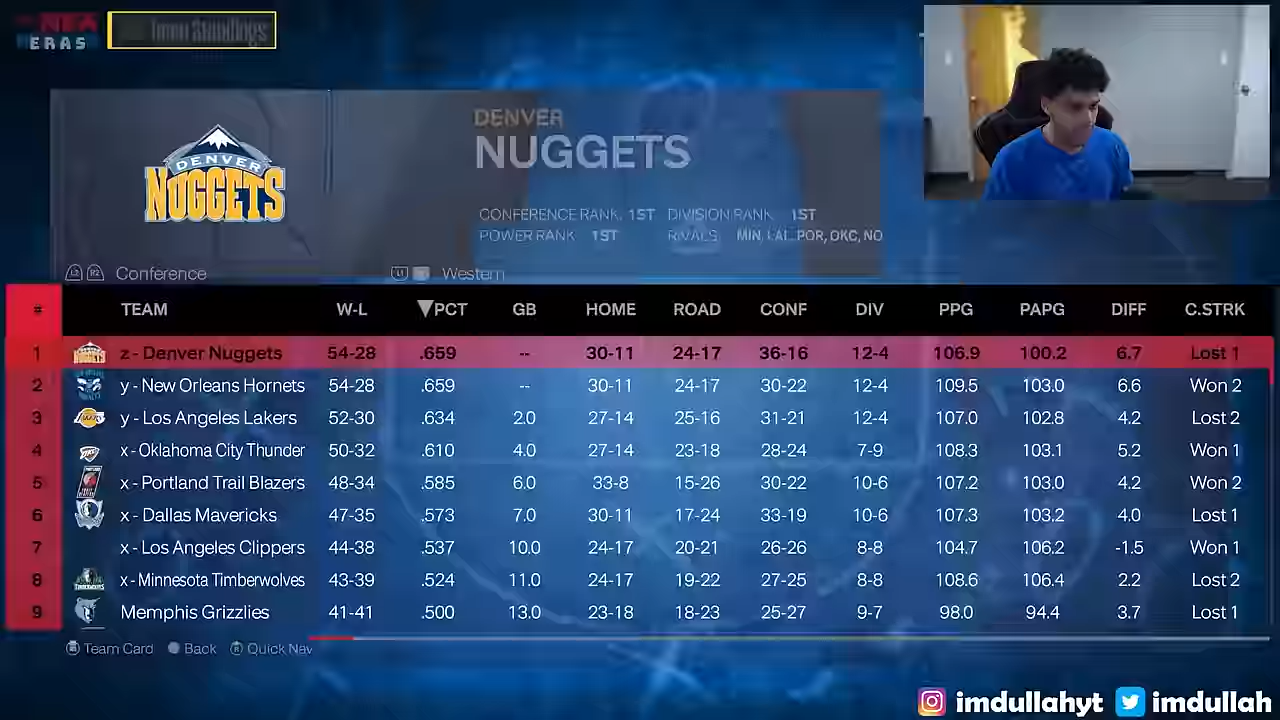 NBA
ERAS
Team Standings
DENVER
NUGGETS
DENVER
NUGGETS
CONFERENCE RANK 1ST DIVISION RANK 1ST
POWER RANK 1ST RIVALS MIN, LAL, POR, OKC, NO
L2 R2 Conference L1 Western
# TEAM W-L ▼PCT GB HOME ROAD CONF DIV PPG PAPG DIFF C.STRK
1 z - Denver Nuggets 54-28 .659 -- 30-11 24-17 36-16 12-4 106.9 100.2 6.7 Lost 1
2 y - New Orleans Hornets 54-28 .659 -- 30-11 24-17 30-22 12-4 109.5 103.0 6.6 Won 2
3 y - Los Angeles Lakers 52-30 .634 2.0 27-14 25-16 31-21 12-4 107.0 102.8 4.2 Lost 2
4 x - Oklahoma City Thunder 50-32 .610 4.0 27-14 23-18 28-24 7-9 108.3 103.1 5.2 Won 1
5 x - Portland Trail Blazers 48-34 .585 6.0 33-8 15-26 30-22 10-6 107.2 103.0 4.2 Won 2
6 x - Dallas Mavericks 47-35 .573 7.0 30-11 17-24 33-19 10-6 107.3 103.2 4.0 Lost 1
7 x - Los Angeles Clippers 44-38 .537 10.0 24-17 20-21 26-26 8-8 104.7 106.2 -1.5 Won 1
8 x - Minnesota Timberwolves 43-39 .524 11.0 24-17 19-22 27-25 8-8 108.6 106.4 2.2 Lost 2
9 Memphis Grizzlies 41-41 .500 13.0 23-18 18-23 25-27 9-7 98.0 94.4 3.7 Lost 1
Team Card Back R Quick Nav
imdullahyt imdullah